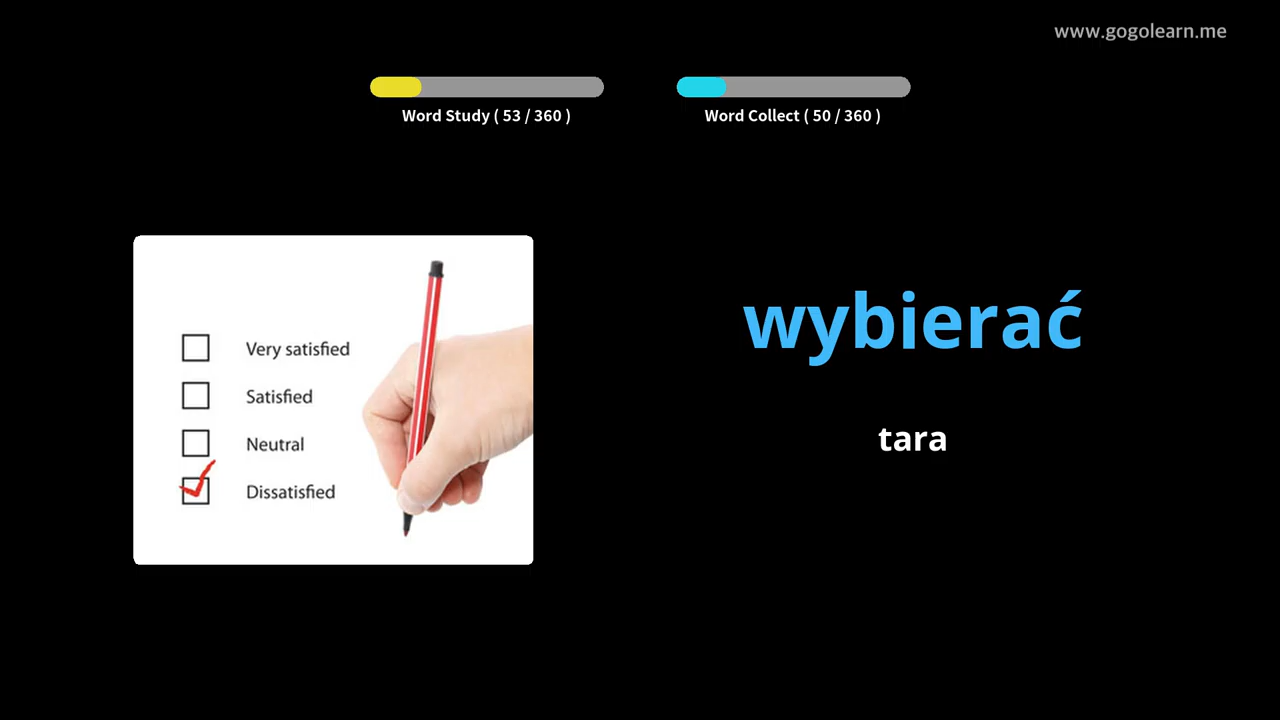 www.gogolearn.me
Word Study ( 53 / 360 )
Word Collect ( 50 / 360 )
Very satisfied
Satisfied
Neutral
Dissatisfied
wybierać
tara